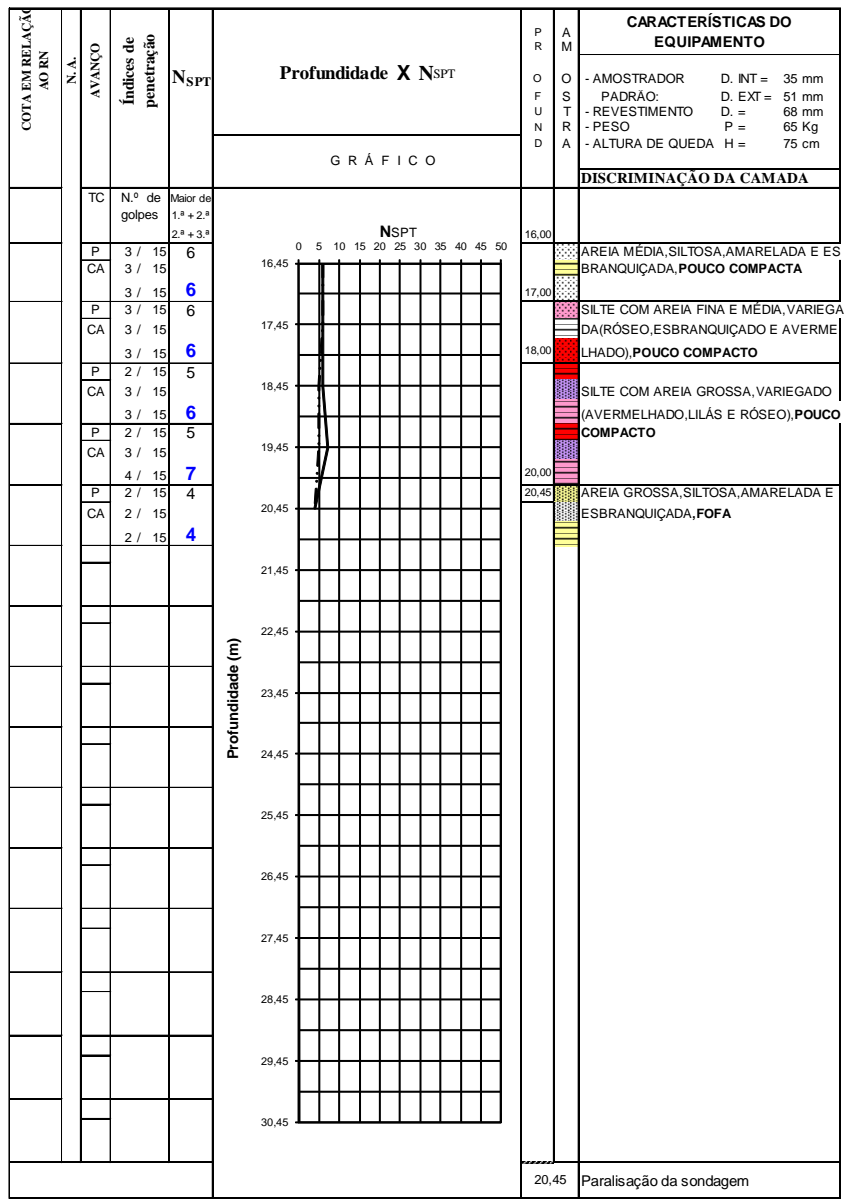 COTA EM RELAÇÃO
AO RN
N. A.
AVANÇO
Índices de
penetração
NSPT
Profundidade X NSPT
GRÁFICO
PROFUND
AMOSTRA
CARACTERÍSTICAS DO
EQUIPAMENTO
- AMOSTRADOR D. INT = 35 mm
PADRÃO: D. EXT = 51 mm
- REVESTIMENTO D. = 68 mm
- PESO P = 65 Kg
- ALTURA DE QUEDA H = 75 cm
DISCRIMINAÇÃO DA CAMADA
TC N.º de Maior de
golpes 1.ª + 2.ª
2.ª + 3.ª
P 3 / 15 6
CA 3 / 15
3 / 15 6
P 3 / 15 6
CA 3 / 15
3 / 15 6
P 2 / 15 5
CA 3 / 15
3 / 15 6
P 2 / 15 5
CA 3 / 15
4 / 15 7
P 2 / 15 4
CA 2 / 15
2 / 15 4
NSPT
0 5 10 15 20 25 30 35 40 45 50
Profundidade (m)
16,45
17,45
18,45
19,45
20,45
21,45
22,45
23,45
24,45
25,45
26,45
27,45
28,45
29,45
30,45
16,00
17,00
18,00
20,00
20,45
AREIA MÉDIA,SILTOSA,AMARELADA E ES
BRANQUIÇADA,POUCO COMPACTA
SILTE COM AREIA FINA E MÉDIA,VARIEGA
DA(RÓSEO,ESBRANQUIÇADO E AVERME
LHADO),POUCO COMPACTO
SILTE COM AREIA GROSSA,VARIEGADO
(AVERMELHADO,LILÁS E RÓSEO),POUCO
COMPACTO
AREIA GROSSA,SILTOSA,AMARELADA E
ESBRANQUIÇADA,FOFA
20,45 Paralisação da sondagem